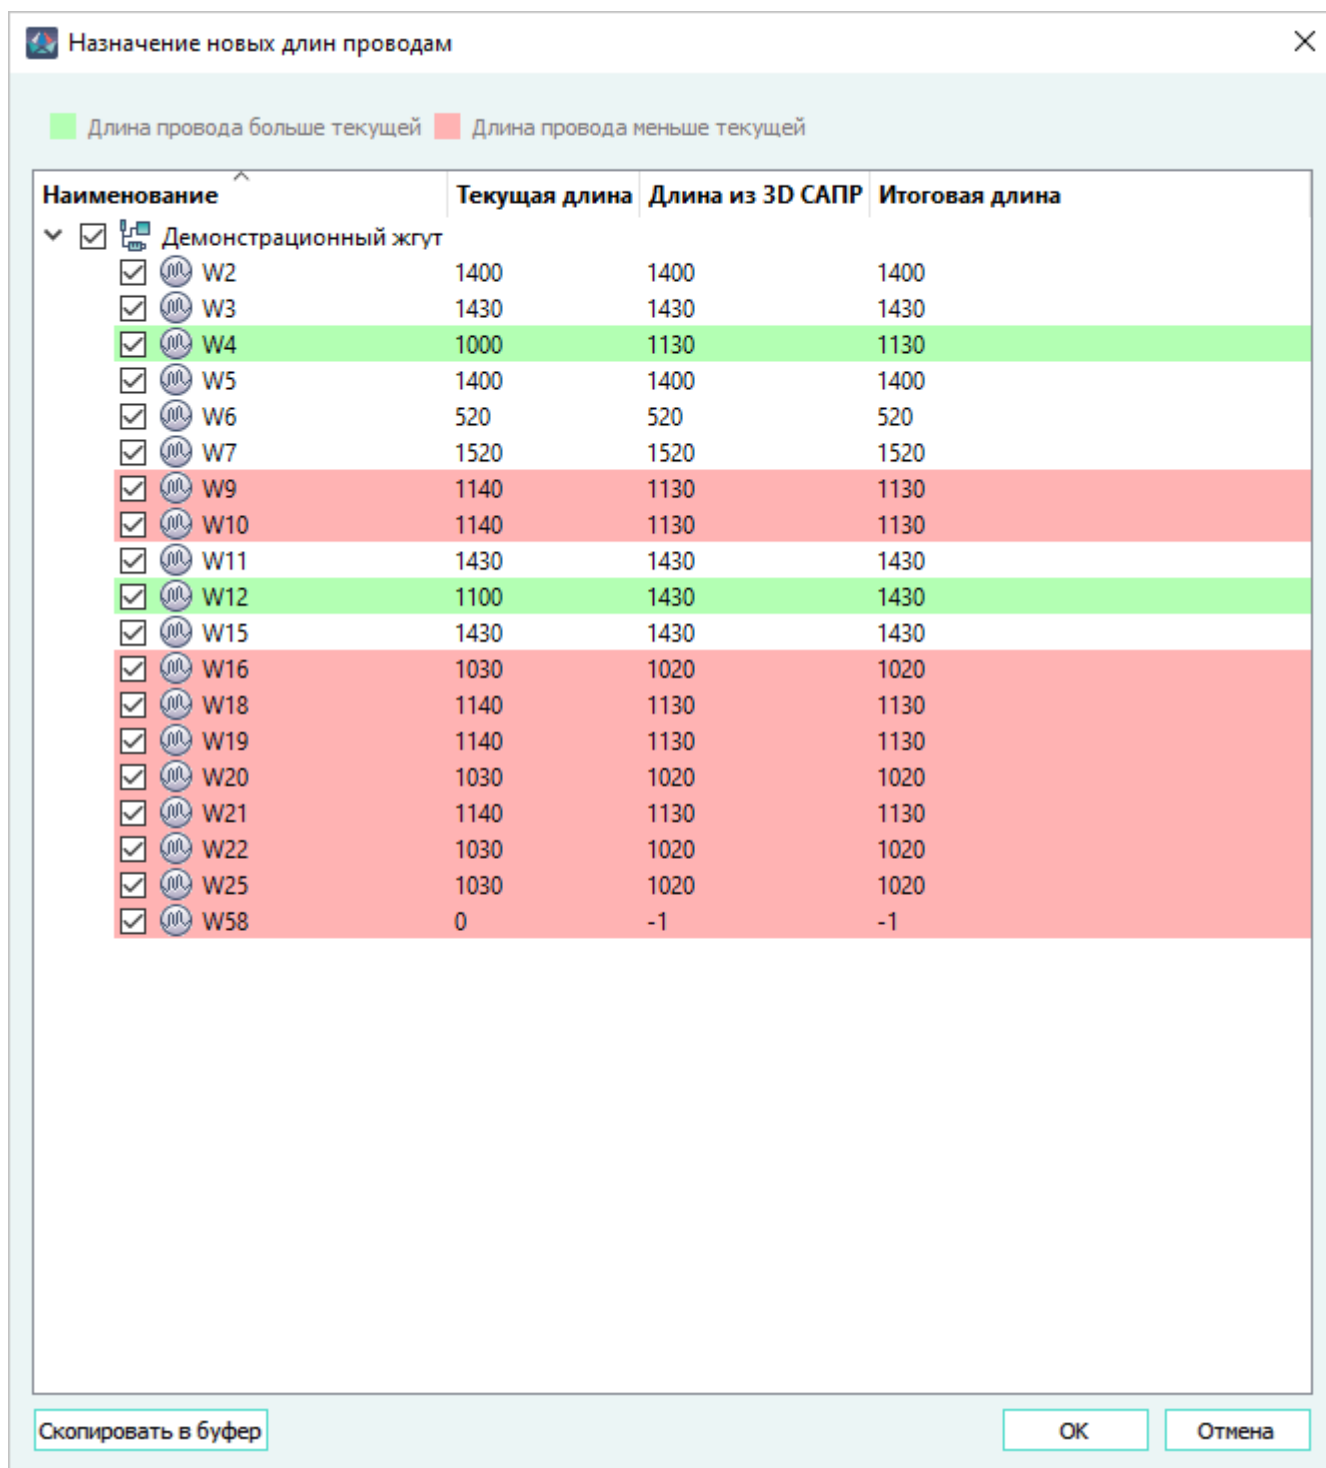 Назначение новых длин проводам
Длина провода больше текущей Длина провода меньше текущей
Наименование Текущая длина Длина из 3D САПР Итоговая длина
Демонстрационный жгут
W2 1400 1400 1400
W3 1430 1430 1430
W4 1000 1130 1130
W5 1400 1400 1400
W6 520 520 520
W7 1520 1520 1520
W9 1140 1130 1130
W10 1140 1130 1130
W11 1430 1430 1430
W12 1100 1430 1430
W15 1430 1430 1430
W16 1030 1020 1020
W18 1140 1130 1130
W19 1140 1130 1130
W20 1030 1020 1020
W21 1140 1130 1130
W22 1030 1020 1020
W25 1030 1020 1020
W58 0 -1 -1
Скопировать в буфер OK Отмена